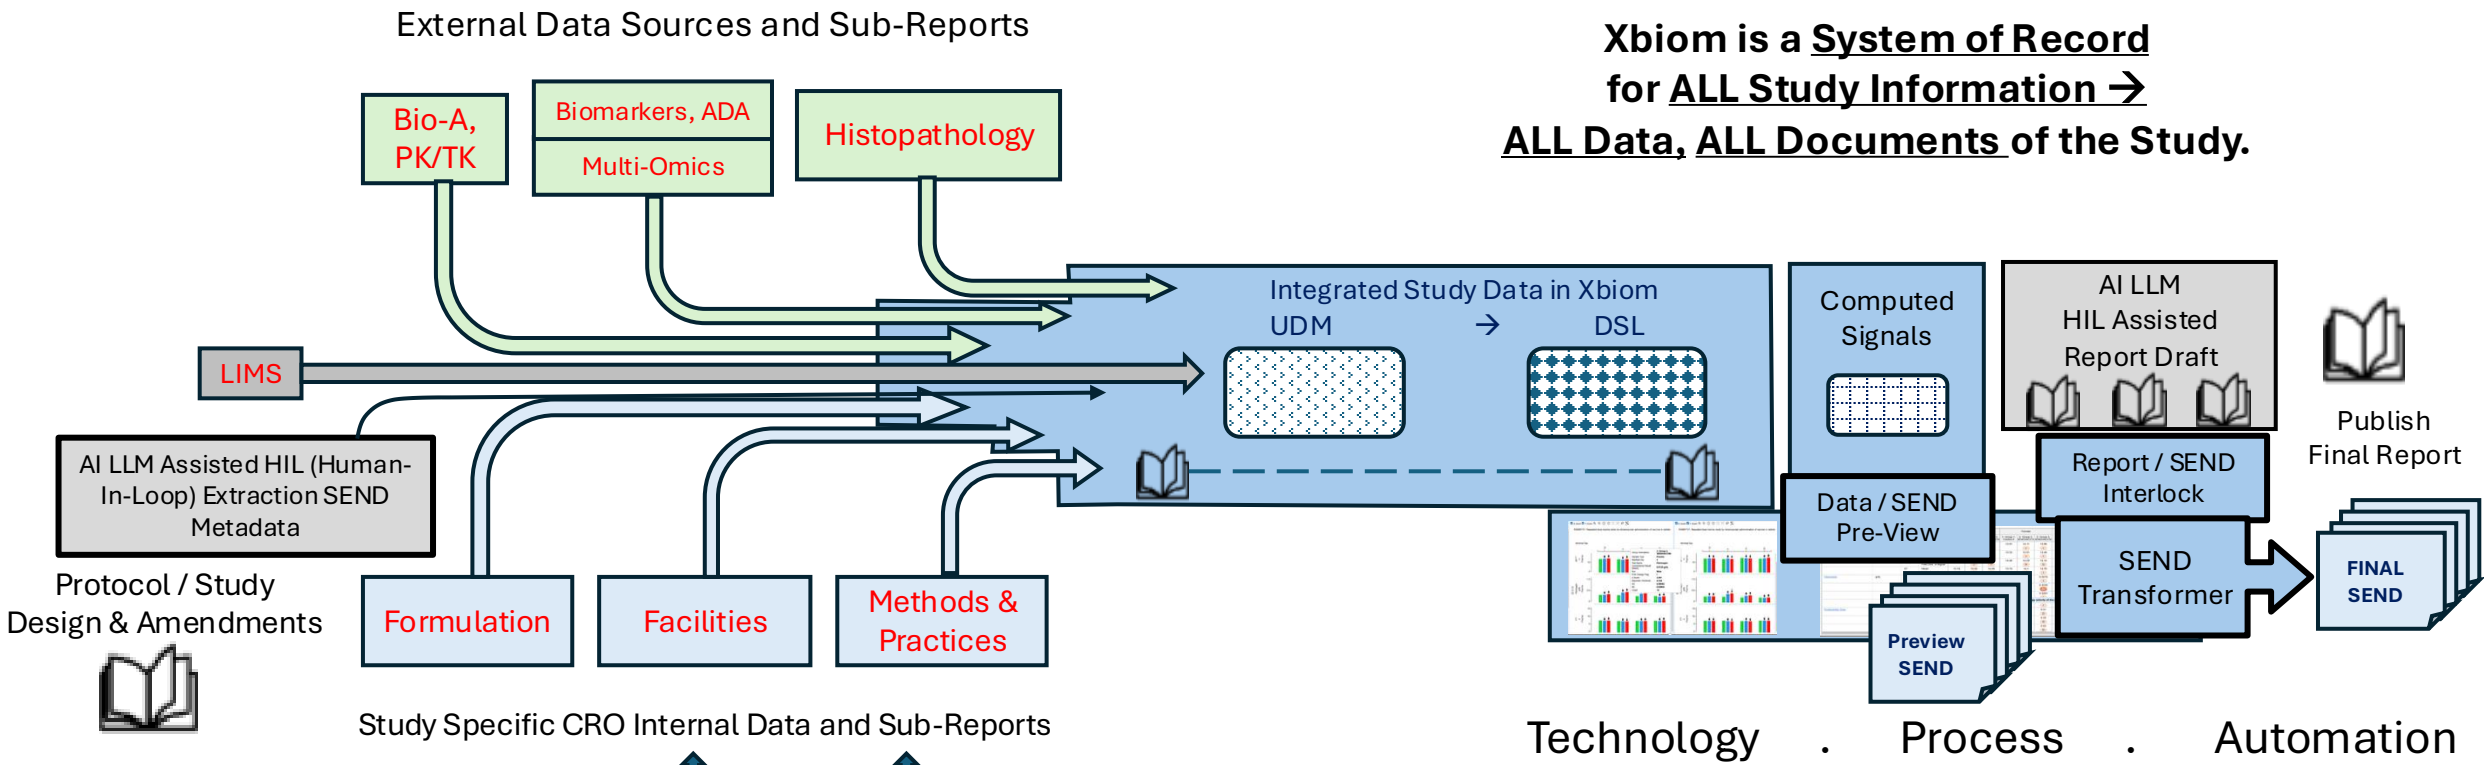 External Data Sources and Sub-Reports
Xbiom is a System of Record
for ALL Study Information →
ALL Data, ALL Documents of the Study.
Bio-A,
PK/TK
Biomarkers, ADA
Multi-Omics
Histopathology
LIMS
AI LLM Assisted HIL (Human-
In-Loop) Extraction SEND
Metadata
Protocol / Study
Design & Amendments
Formulation
Facilities
Methods &
Practices
Study Specific CRO Internal Data and Sub-Reports
Integrated Study Data in Xbiom
UDM → DSL
Computed
Signals
AI LLM
HIL Assisted
Report Draft
Publish
Final Report
Data / SEND
Pre-View
Report / SEND
Interlock
SEND
Transformer
Preview
SEND
FINAL
SEND
Technology . Process . Automation